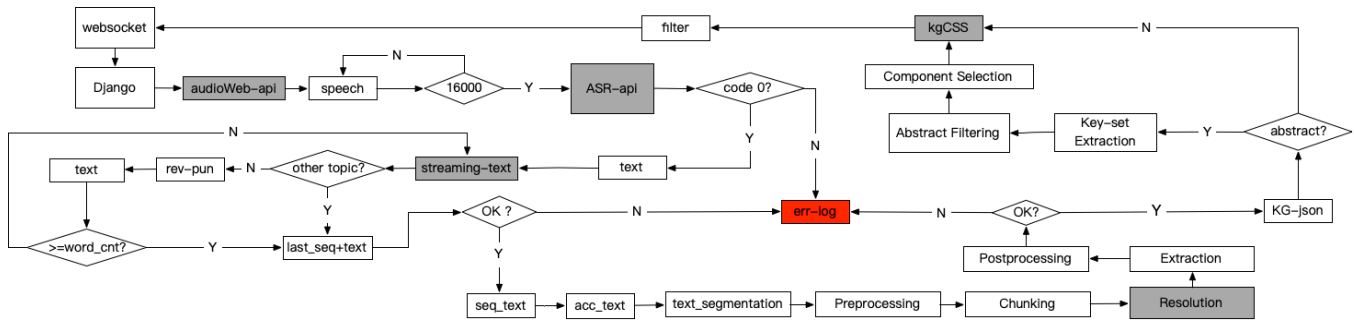 websocket
filter
kgCSS
N
Django
audioWeb-api
speech
N
16000
Y
ASR-api
code 0?
Component Selection
Abstract Filtering
Key-set
Extraction
Y
abstract?
N
Y
N
text
rev-pun
N
other topic?
streaming-text
text
Y
>=word_cnt?
Y
last_seq+text
OK ?
N
err-log
N
OK?
Y
KG-json
Y
Postprocessing
Extraction
seq_text
acc_text
text_segmentation
Preprocessing
Chunking
Resolution